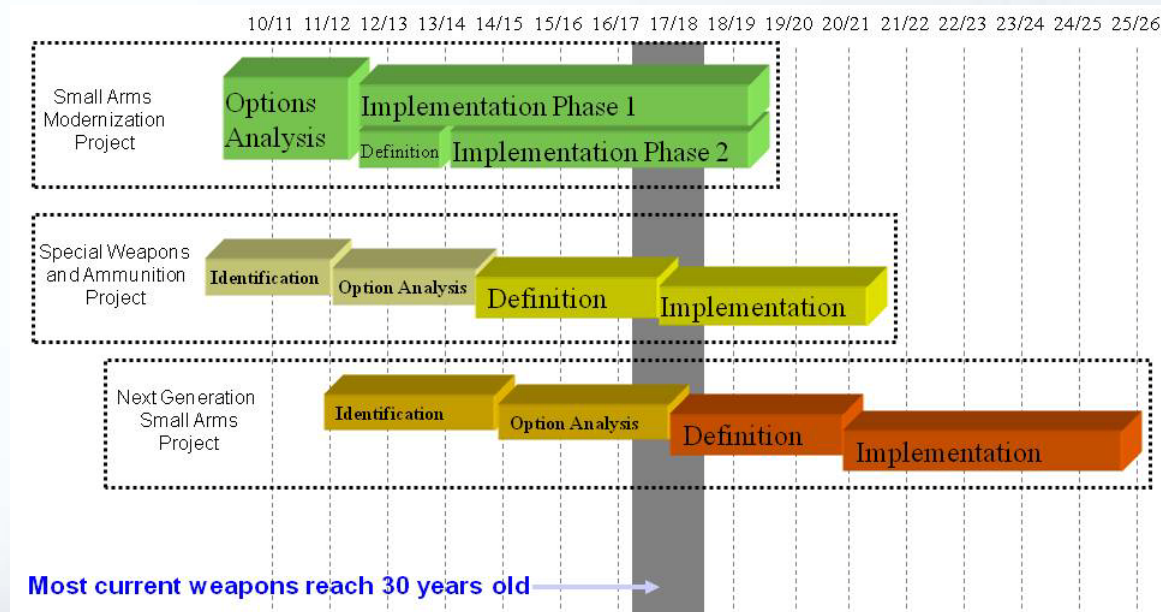 10/11 11/12 12/13 13/14 14/15 15/16 16/17 17/18 18/19 19/20 20/21 21/22 22/23 23/24 24/25 25/26
Small Arms
Modernization
Project
Options
Analysis
Implementation Phase 1
Definition
Implementation Phase 2
Special Weapons
and Ammunition
Project
Identification
Option Analysis
Definition
Implementation
Next Generation
Small Arms
Project
Identification
Option Analysis
Definition
Implementation
Most current weapons reach 30 years old